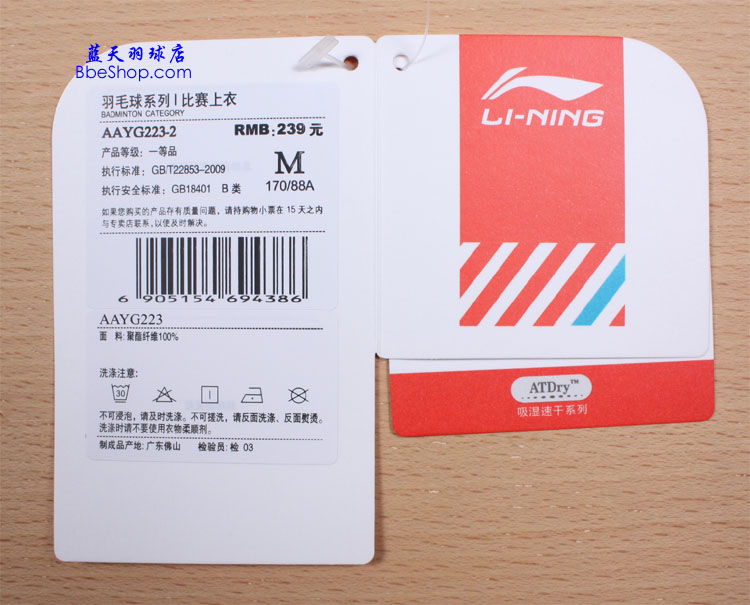 蓝天羽球店
BbeShop.com
羽毛球系列 | 比赛上衣
BADMINTON CATEGORY
AAYG223-2 RMB: 239 元
产品等级: 一等品
执行标准: GB/T22853-2009
执行安全标准: GB18401 B 类
M
170/88A
如果您购买的产品存有质量问题, 请持购物小票在 15 天之内
与专卖店联系, 以便及时解决。
6 905154 694386
AAYG223
面 料: 聚酯纤维100%
洗涤注意:
30
不可浸泡, 请及时洗涤。不可搓洗, 请反面洗涤、反面熨烫。
洗涤时请不要使用衣物柔顺剂。
制成品产地: 广东佛山 检验员: 检 03
LI-NING
ATDry™
吸湿速干系列